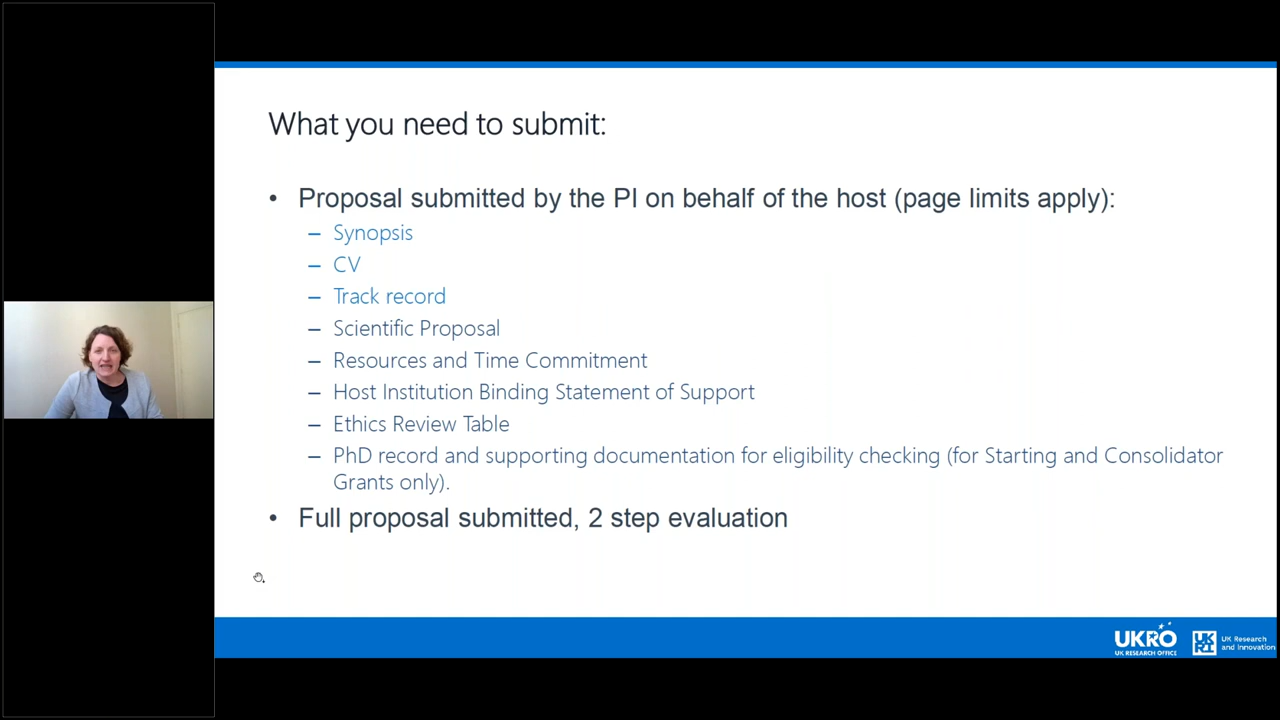 What you need to submit:
• Proposal submitted by the PI on behalf of the host (page limits apply):
– Synopsis
– CV
– Track record
– Scientific Proposal
– Resources and Time Commitment
– Host Institution Binding Statement of Support
– Ethics Review Table
– PhD record and supporting documentation for eligibility checking (for Starting and Consolidator
Grants only).
• Full proposal submitted, 2 step evaluation
UKRO
UK RESEARCH OFFICE
UK
RI
UK Research
and Innovation